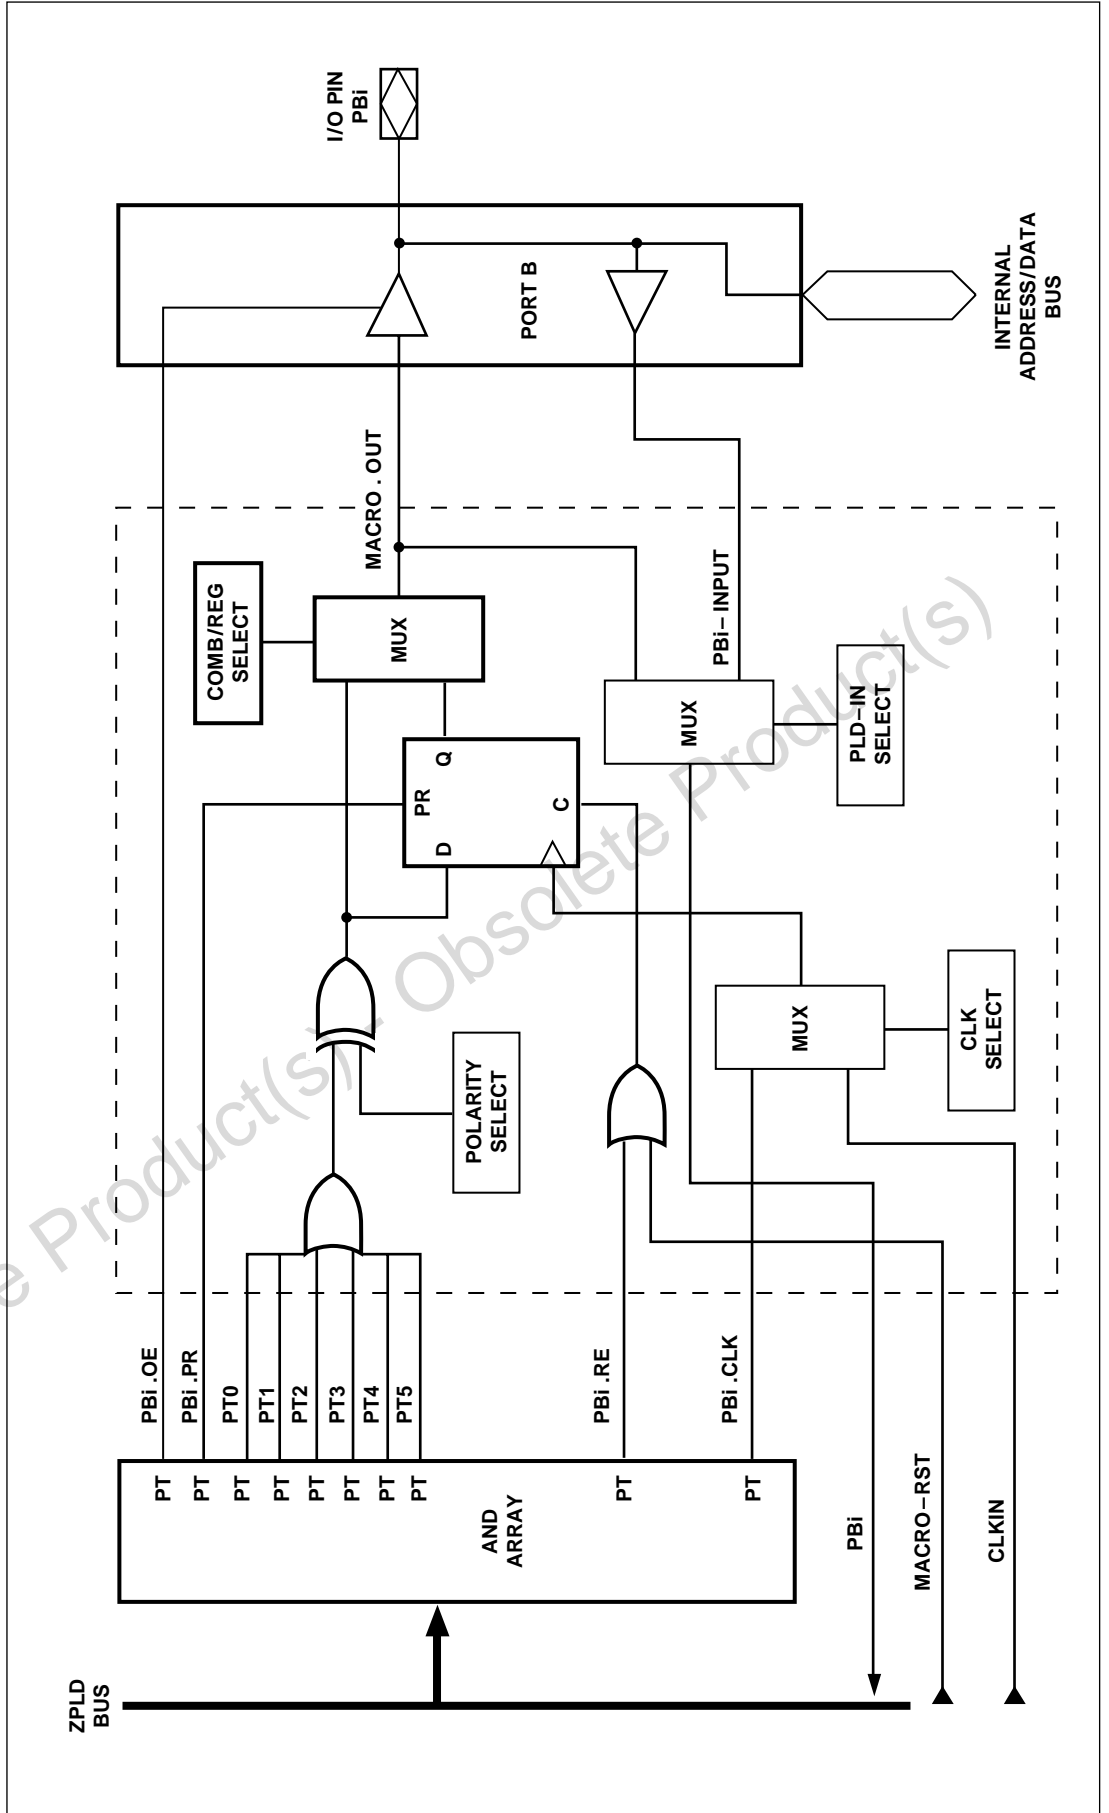 I/O PIN
PBi
PORT B
INTERNAL
ADDRESS/DATA
BUS
MACRO . OUT
COMB/REG
SELECT
MUX
PBi– INPUT
MUX
PLD–IN
SELECT
PR
D
Q
C
MUX
CLK
SELECT
POLARITY
SELECT
PBi .OE
PBi .PR
PT0
PT1
PT2
PT3
PT4
PT5
PBi .RE
PBi .CLK
PT
PT
PT
PT
PT
PT
PT
PT
PT
PT
AND
ARRAY
PBi
MACRO–RST
CLKIN
ZPLD
BUS
e Product(s) - Obsolete Product(s)